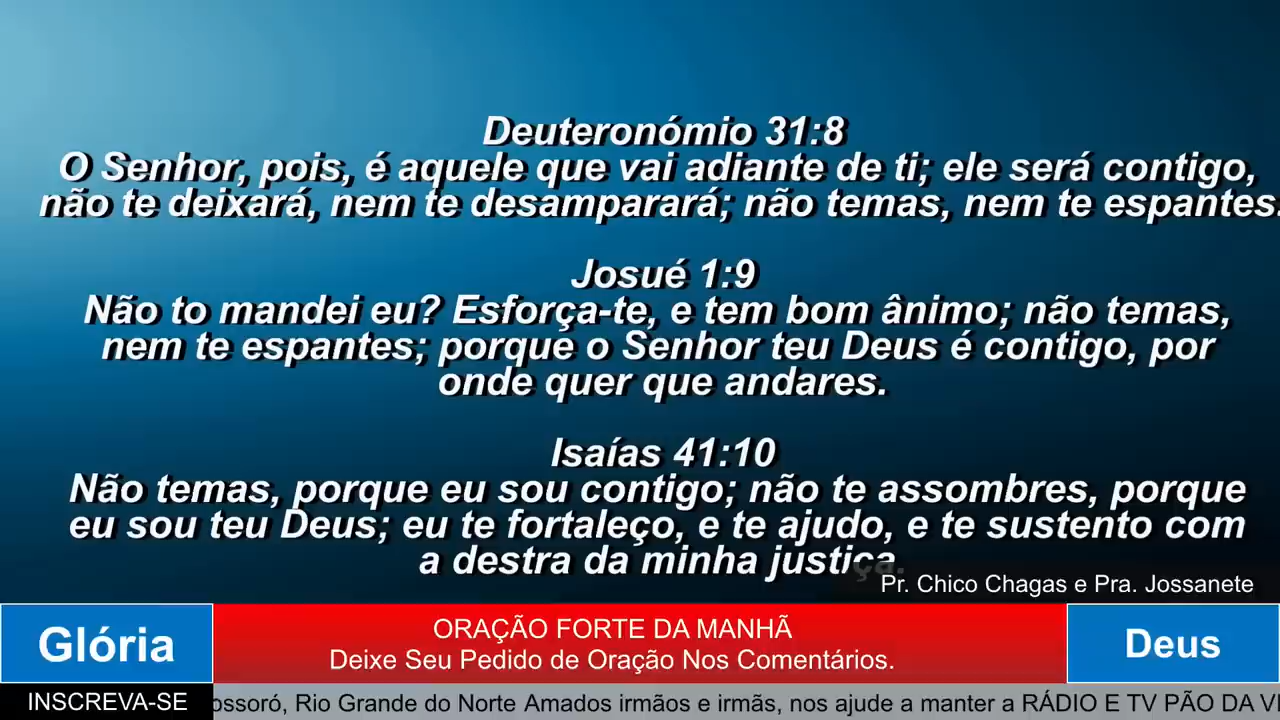 Deuteronómio 31:8
O Senhor, pois, é aquele que vai adiante de ti; ele será contigo,
não te deixará, nem te desamparará; não temas, nem te espantes.
Josué 1:9
Não to mandei eu? Esforça-te, e tem bom ânimo; não temas,
nem te espantes; porque o Senhor teu Deus é contigo, por
onde quer que andares.
Isaías 41:10
Não temas, porque eu sou contigo; não te assombres, porque
eu sou teu Deus; eu te fortaleço, e te ajudo, e te sustento com
a destra da minha justiça.
Pr. Chico Chagas e Pra. Jossanete
Glória
ORAÇÃO FORTE DA MANHÃ
Deixe Seu Pedido de Oração Nos Comentários.
Deus
INSCREVA-SE
ossoró, Rio Grande do Norte Amados irmãos e irmãs, nos ajude a manter a RÁDIO E TV PÃO DA